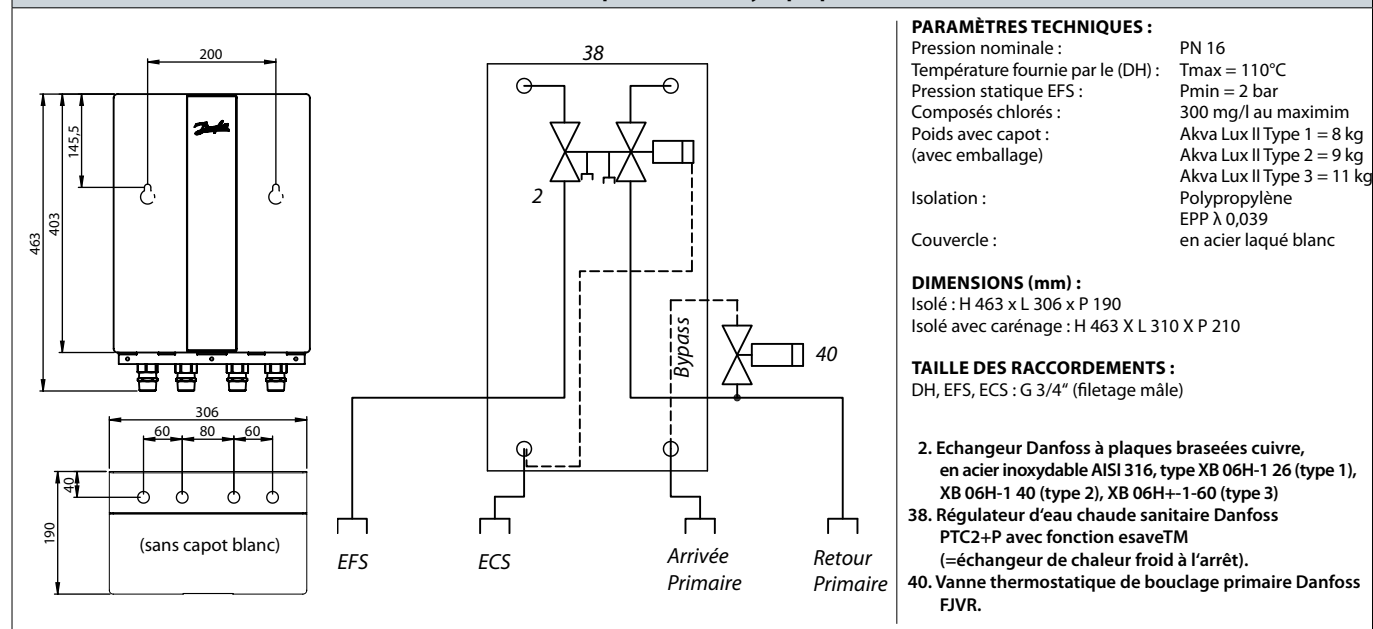 200
145,5
403
463
Danfoss
306
60 80 60
40
190
(sans capot blanc)
38
2
Bypass
40
EFS
ECS
Arrivée
Primaire
Retour
Primaire
PARAMÈTRES TECHNIQUES :
Pression nominale : PN 16
Température fournie par le (DH) : Tmax = 110°C
Pression statique EFS : Pmin = 2 bar
Composés chlorés : 300 mg/l au maximim
Poids avec capot : Akva Lux II Type 1 = 8 kg
(avec emballage) Akva Lux II Type 2 = 9 kg
Akva Lux II Type 3 = 11 kg
Isolation : Polypropylène
EPP λ 0,039
Couvercle : en acier laqué blanc
DIMENSIONS (mm) :
Isolé : H 463 x L 306 x P 190
Isolé avec carénage : H 463 X L 310 X P 210
TAILLE DES RACCORDEMENTS :
DH, EFS, ECS : G 3/4“ (filetage mâle)
2. Echangeur Danfoss à plaques braseées cuivre,
en acier inoxydable AISI 316, type XB 06H-1 26 (type 1),
XB 06H-1 40 (type 2), XB 06H+-1-60 (type 3)
38. Régulateur d‘eau chaude sanitaire Danfoss
PTC2+P avec fonction esaveTM
(=échangeur de chaleur froid à l‘arrêt).
40. Vanne thermostatique de bouclage primaire Danfoss
FJVR.